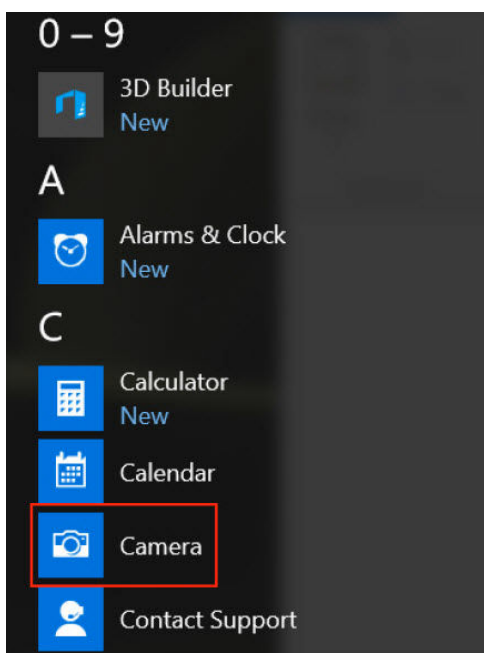 0 – 9
3D Builder
New
A
Alarms & Clock
New
C
Calculator
New
Calendar
Camera
Contact Support